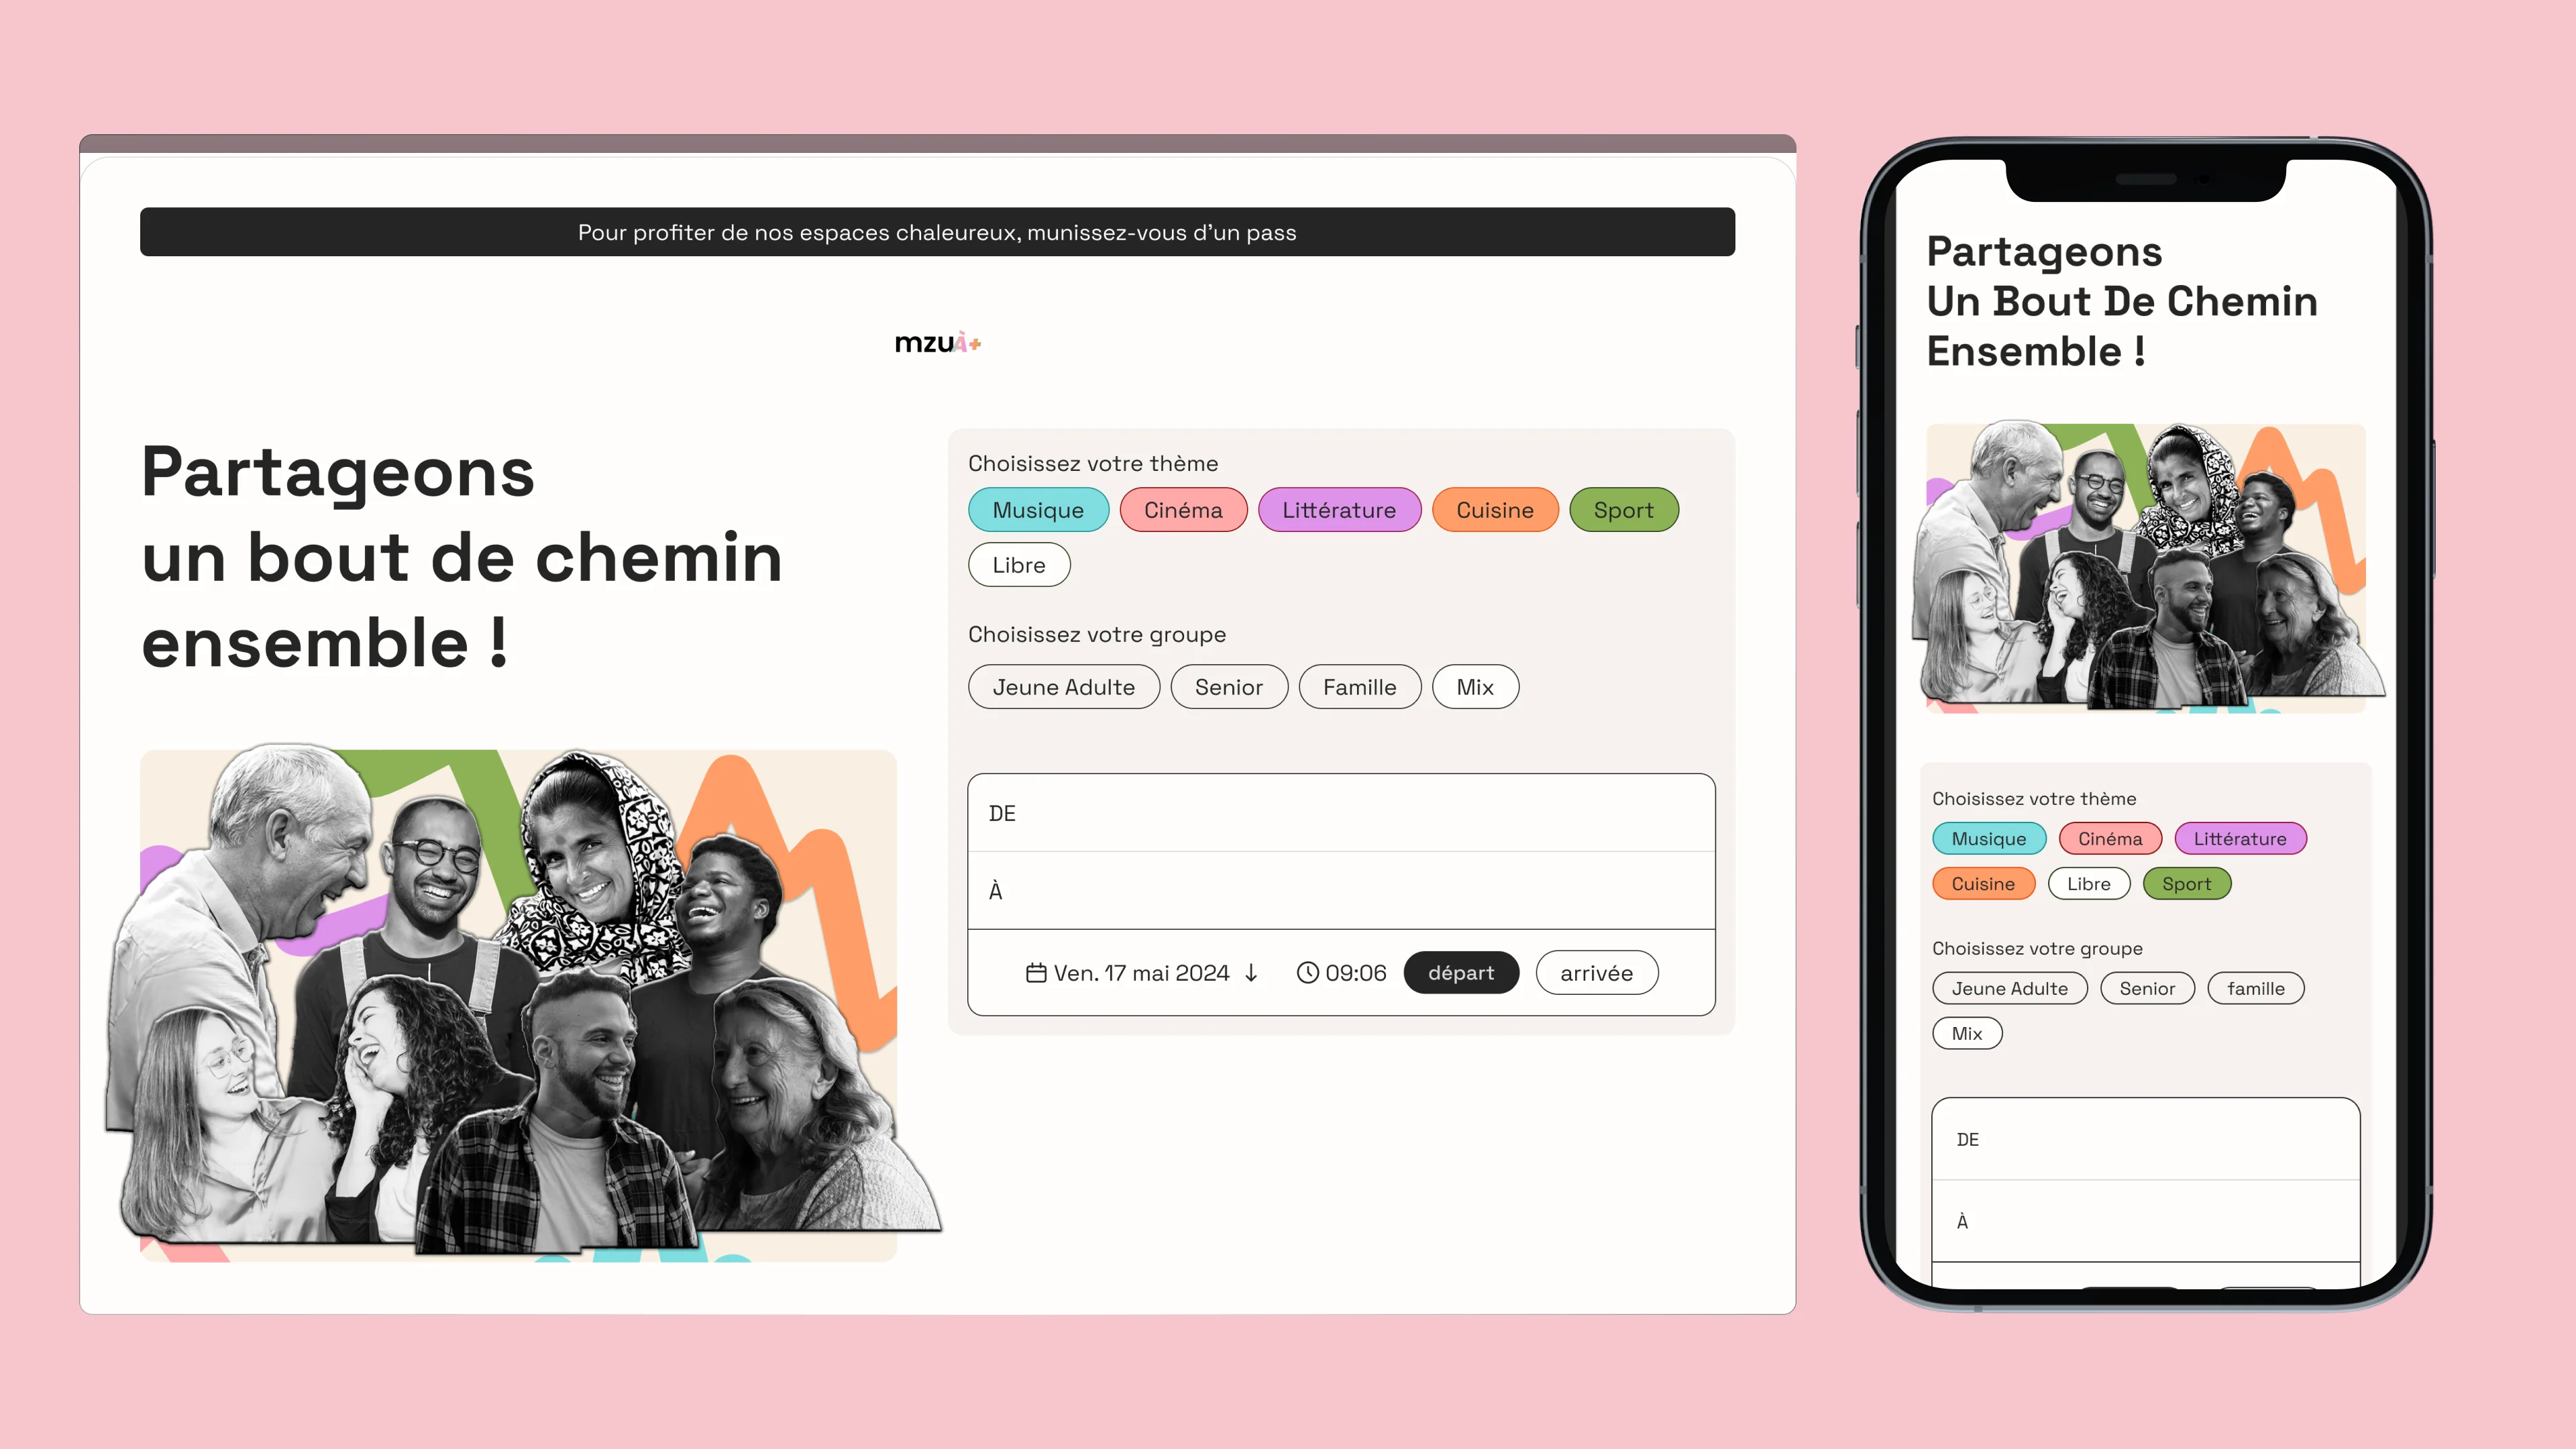 Pour profiter de nos espaces chaleureux, munissez-vous d'un pass
mzuÀ+
Partageons
un bout de chemin
ensemble !
Choisissez votre thème
Musique Cinéma Littérature Cuisine Sport
Libre
Choisissez votre groupe
Jeune Adulte Senior Famille Mix
DE
À
Ven. 17 mai 2024 ↓ 09:06 départ arrivée
Partageons
Un Bout De Chemin
Ensemble !
Choisissez votre thème
Musique Cinéma Littérature
Cuisine Libre Sport
Choisissez votre groupe
Jeune Adulte Senior famille
Mix
DE
À